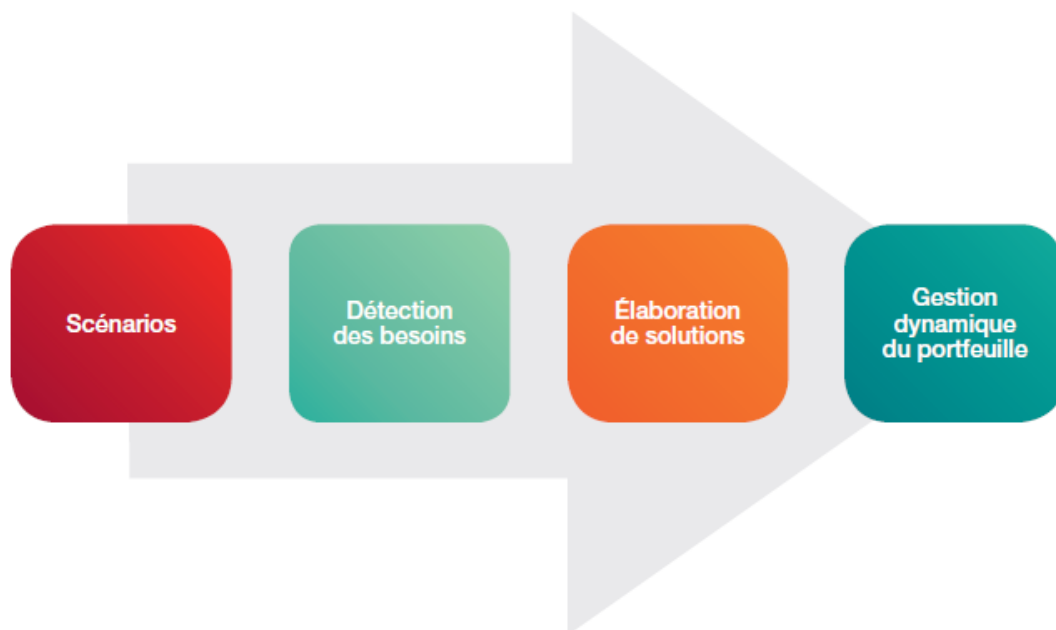 Scénarios
Détection
des besoins
Élaboration
de solutions
Gestion
dynamique
du portfeuille